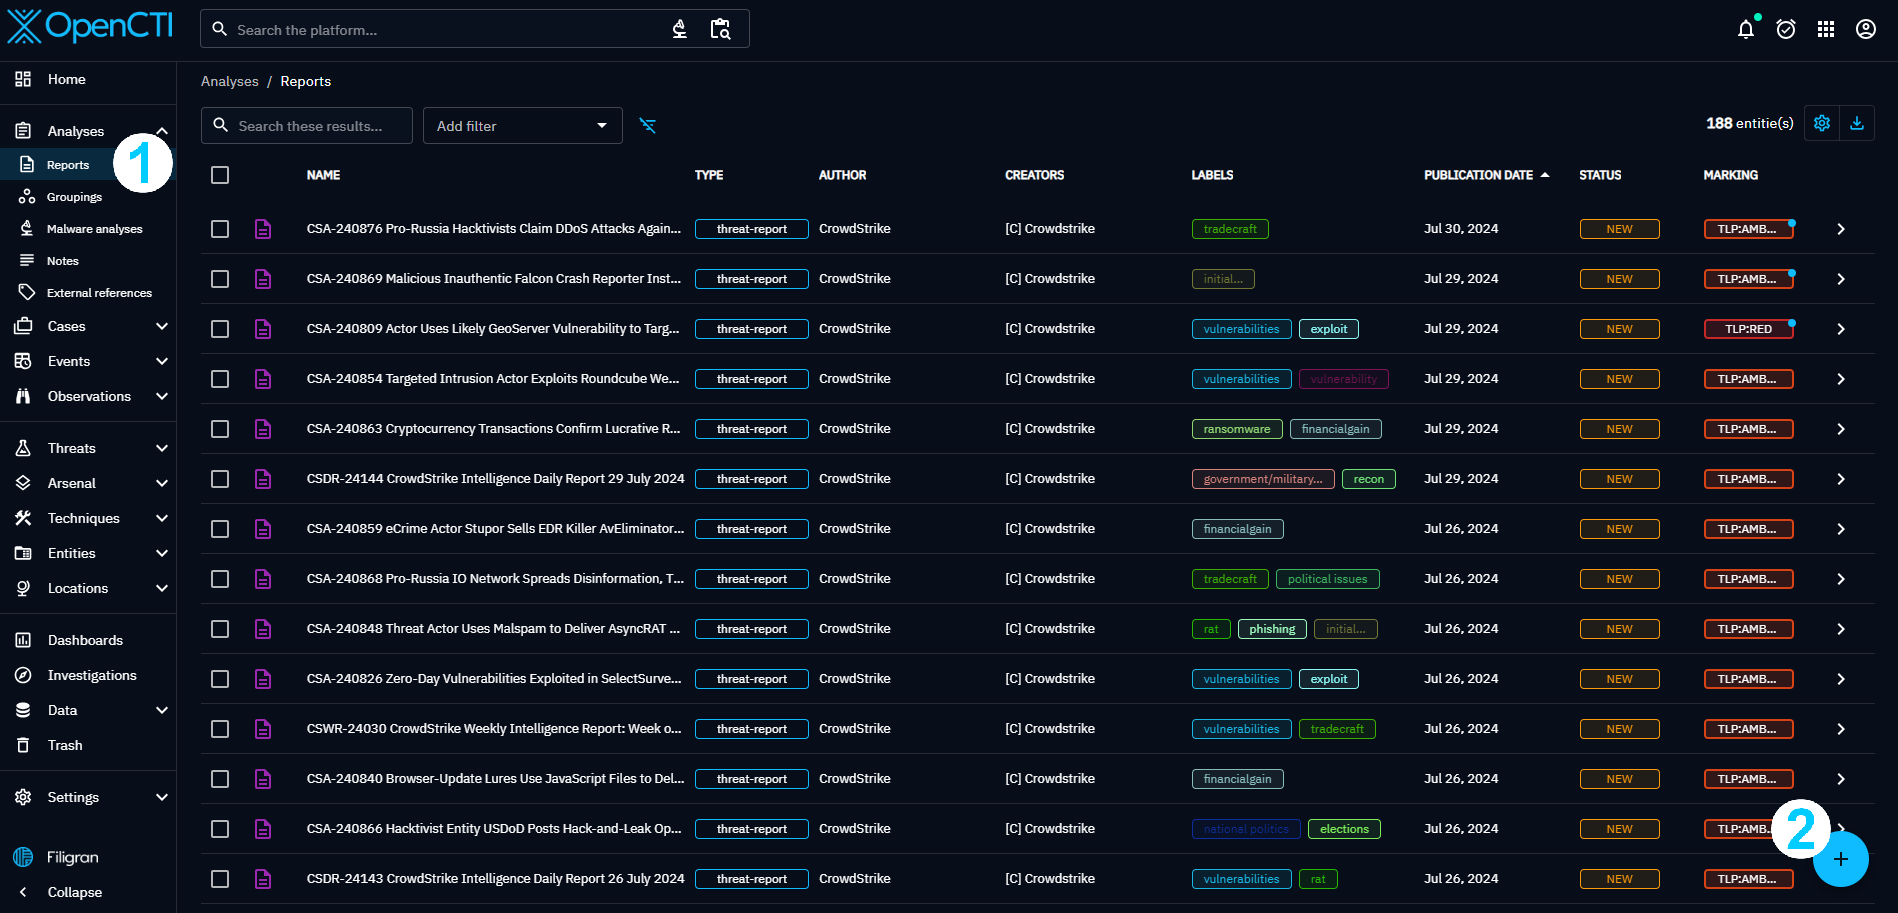 OpenCTI
Search the platform...
Home
Analyses
Reports
1
Groupings
Malware analyses
Notes
External references
Cases
Events
Observations
Threats
Arsenal
Techniques
Entities
Locations
Dashboards
Investigations
Data
Trash
Settings
Filigran
Collapse
Analyses / Reports
Search these results... Add filter 188 entitie(s)
NAME TYPE AUTHOR CREATORS LABELS PUBLICATION DATE STATUS MARKING
CSA-240876 Pro-Russia Hacktivists Claim DDoS Attacks Again... threat-report CrowdStrike [C] Crowdstrike tradecraft Jul 30, 2024 NEW TLP:AMB...
CSA-240869 Malicious Inauthentic Falcon Crash Reporter Inst... threat-report CrowdStrike [C] Crowdstrike initial... Jul 29, 2024 NEW TLP:AMB...
CSA-240809 Actor Uses Likely GeoServer Vulnerability to Targ... threat-report CrowdStrike [C] Crowdstrike vulnerabilities exploit Jul 29, 2024 NEW TLP:RED
CSA-240854 Targeted Intrusion Actor Exploits Roundcube We... threat-report CrowdStrike [C] Crowdstrike vulnerabilities vulnerability Jul 29, 2024 NEW TLP:AMB...
CSA-240863 Cryptocurrency Transactions Confirm Lucrative R... threat-report CrowdStrike [C] Crowdstrike ransomware financialgain Jul 29, 2024 NEW TLP:AMB...
CSDR-24144 CrowdStrike Intelligence Daily Report 29 July 2024 threat-report CrowdStrike [C] Crowdstrike government/military... recon Jul 29, 2024 NEW TLP:AMB...
CSA-240859 eCrime Actor Stupor Sells EDR Killer AvEliminator... threat-report CrowdStrike [C] Crowdstrike financialgain Jul 26, 2024 NEW TLP:AMB...
CSA-240868 Pro-Russia IO Network Spreads Disinformation, T... threat-report CrowdStrike [C] Crowdstrike tradecraft political issues Jul 26, 2024 NEW TLP:AMB...
CSA-240848 Threat Actor Uses Malspam to Deliver AsyncRAT ... threat-report CrowdStrike [C] Crowdstrike rat phishing initial... Jul 26, 2024 NEW TLP:AMB...
CSA-240826 Zero-Day Vulnerabilities Exploited in SelectSurve... threat-report CrowdStrike [C] Crowdstrike vulnerabilities exploit Jul 26, 2024 NEW TLP:AMB...
CSWR-24030 CrowdStrike Weekly Intelligence Report: Week o... threat-report CrowdStrike [C] Crowdstrike vulnerabilities tradecraft Jul 26, 2024 NEW TLP:AMB...
CSA-240840 Browser-Update Lures Use JavaScript Files to Del... threat-report CrowdStrike [C] Crowdstrike financialgain Jul 26, 2024 NEW TLP:AMB...
CSA-240866 Hacktivist Entity USDoD Posts Hack-and-Leak Op... threat-report CrowdStrike [C] Crowdstrike national politics elections Jul 26, 2024 NEW TLP:AMB... 2
CSDR-24143 CrowdStrike Intelligence Daily Report 26 July 2024 threat-report CrowdStrike [C] Crowdstrike vulnerabilities rat Jul 26, 2024 NEW TLP:AMB...